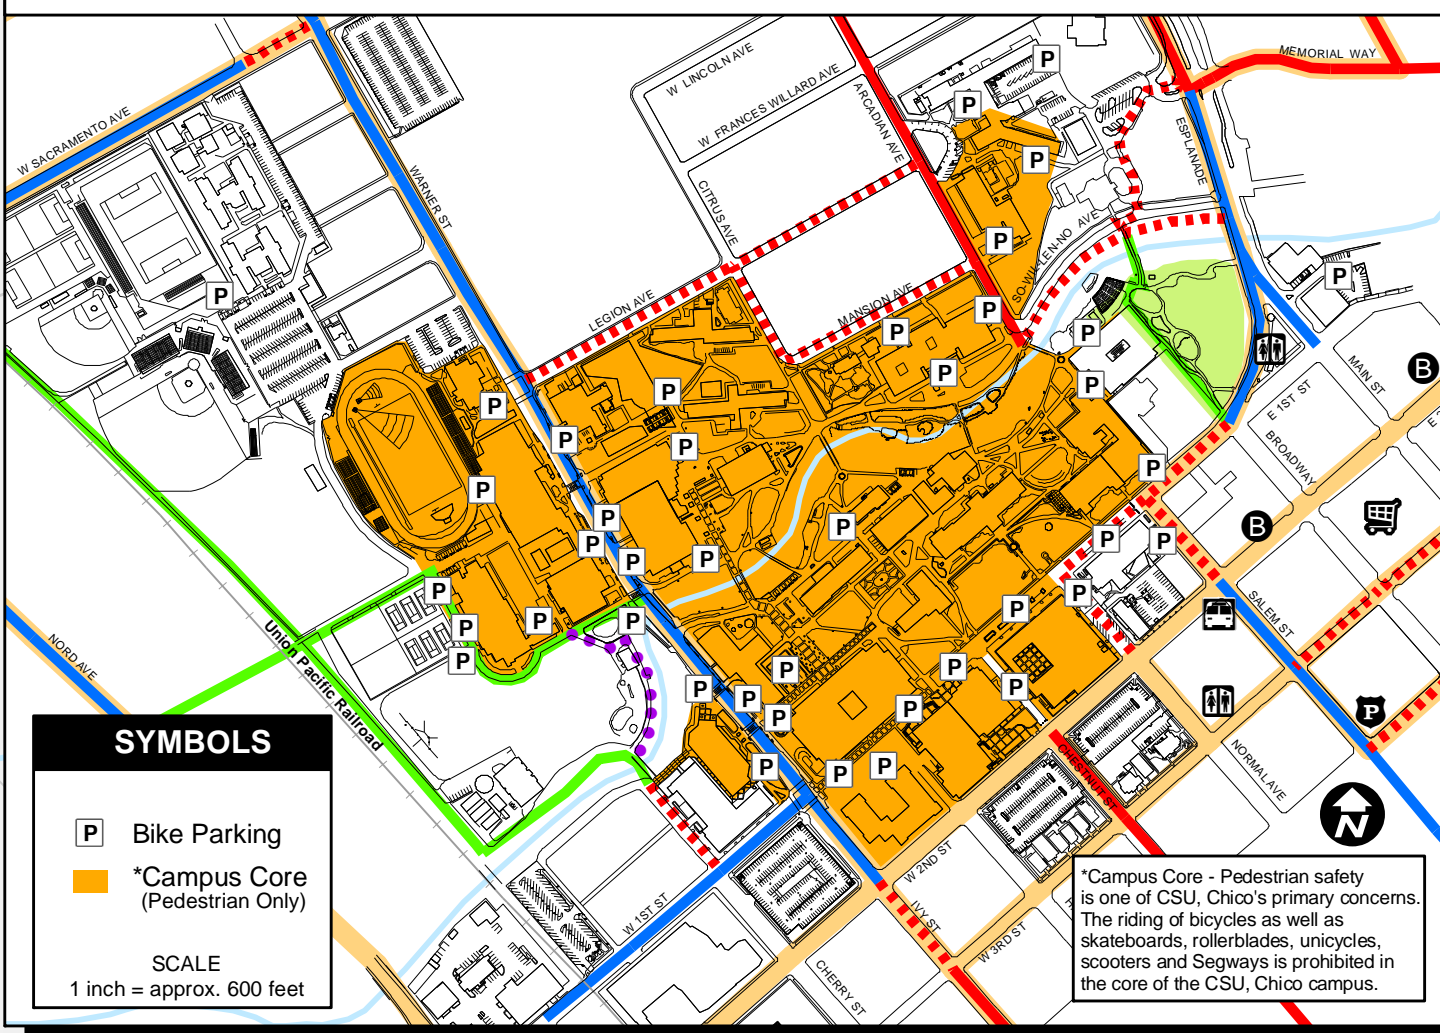 MEMORIAL WAY
W LINCOLN AVE
W FRANCES WILLARD AVE
ARCADIAN AVE
ESPLANADE
W SACRAMENTO AVE
WARNER ST
CITRUS AVE
SO-WIL-LEN-NO AVE
LEGION AVE
MANSION AVE
MAIN ST
E 1ST ST
BROADWAY
B
B
SALEM ST
NORD AVE
Union Pacific Railroad
NORMAL AVE
CHESTNUT ST
W 2ND ST
IVY ST
W 1ST ST
W 3RD ST
CHERRY ST
P
N
SYMBOLS
P Bike Parking
*Campus Core
(Pedestrian Only)
SCALE
1 inch = approx. 600 feet
*Campus Core - Pedestrian safety
is one of CSU, Chico's primary concerns.
The riding of bicycles as well as
skateboards, rollerblades, unicycles,
scooters and Segways is prohibited in
the core of the CSU, Chico campus.